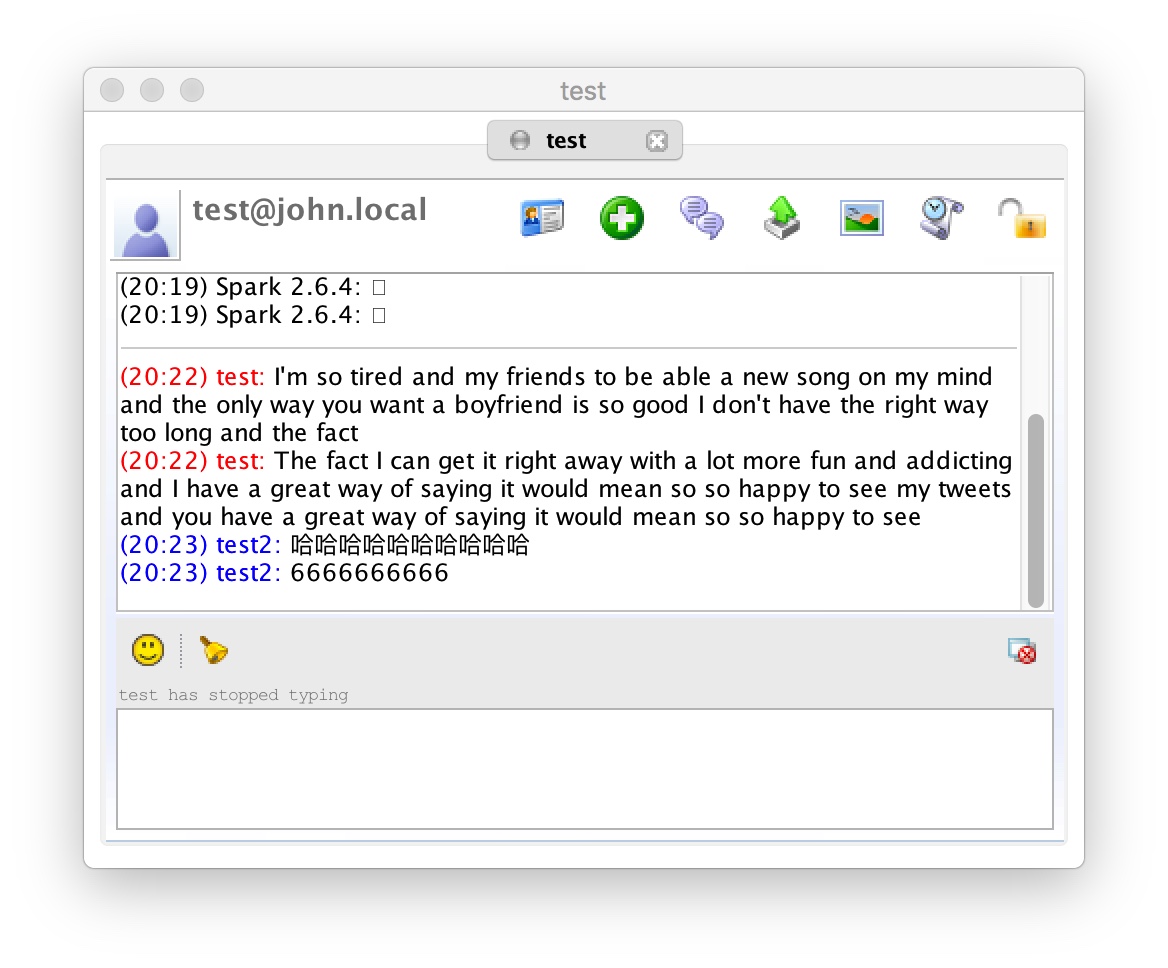 test
test
test@john.local
(20:19) Spark 2.6.4: 
(20:19) Spark 2.6.4: 
(20:22) test: I'm so tired and my friends to be able a new song on my mind
and the only way you want a boyfriend is so good I don't have the right way
too long and the fact
(20:22) test: The fact I can get it right away with a lot more fun and addicting
and I have a great way of saying it would mean so so happy to see my tweets
and you have a great way of saying it would mean so so happy to see
(20:23) test2: 哈哈哈哈哈哈哈哈哈哈
(20:23) test2: 6666666666
test has stopped typing